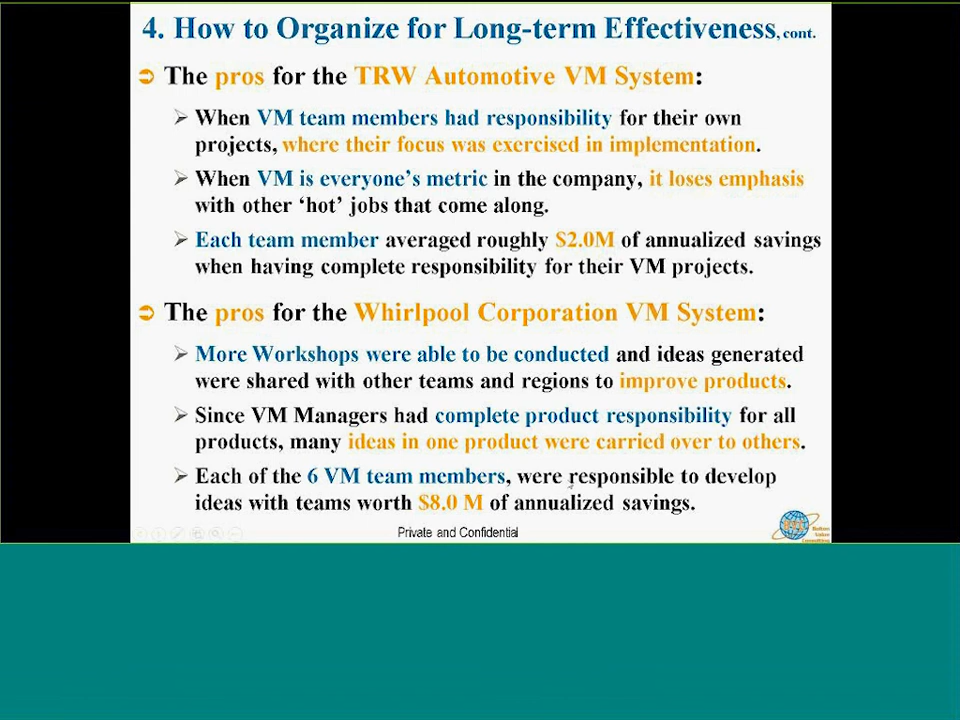 4. How to Organize for Long-term Effectiveness, cont.
The pros for the TRW Automotive VM System:
When VM team members had responsibility for their own
projects, where their focus was exercised in implementation.
When VM is everyone's metric in the company, it loses emphasis
with other 'hot' jobs that come along.
Each team member averaged roughly $2.0M of annualized savings
when having complete responsibility for their VM projects.
The pros for the Whirlpool Corporation VM System:
More Workshops were able to be conducted and ideas generated
were shared with other teams and regions to improve products.
Since VM Managers had complete product responsibility for all
products, many ideas in one product were carried over to others.
Each of the 6 VM team members, were responsible to develop
ideas with teams worth $8.0 M of annualized savings.
Private and Confidential
Value
Consulting